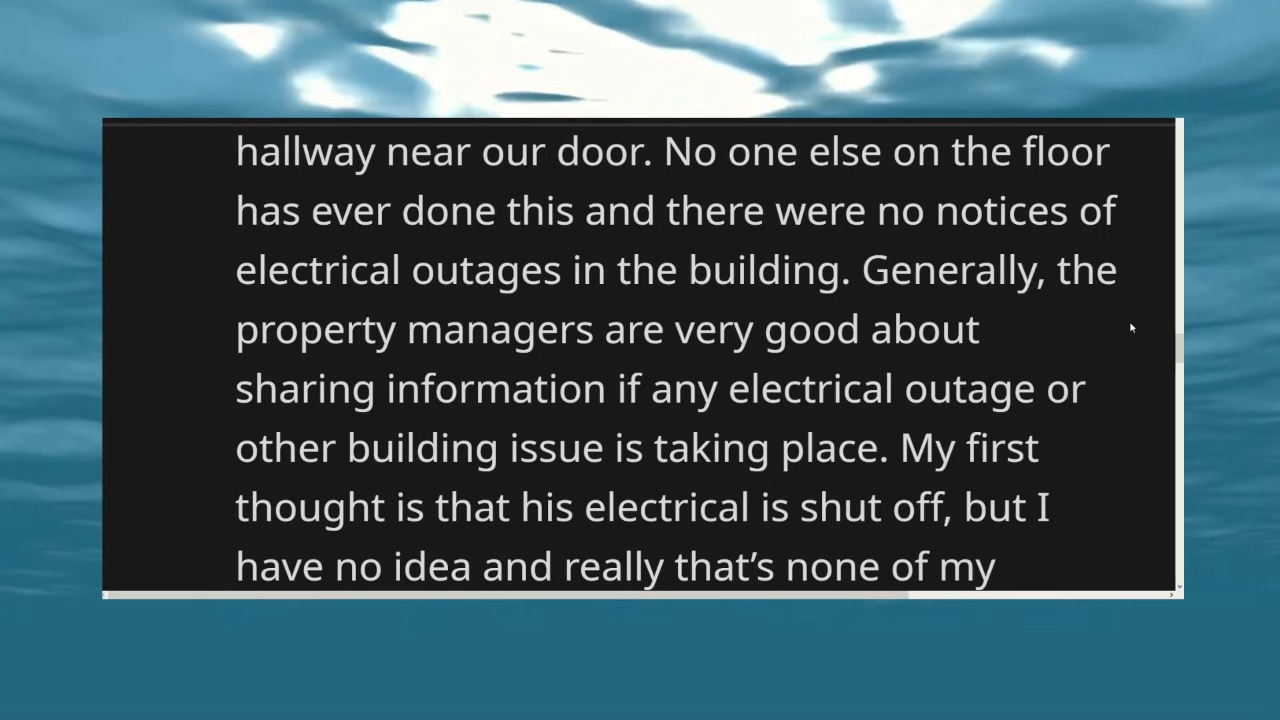 hallway near our door. No one else on the floor
has ever done this and there were no notices of
electrical outages in the building. Generally, the
property managers are very good about
sharing information if any electrical outage or
other building issue is taking place. My first
thought is that his electrical is shut off, but I
have no idea and really that’s none of my